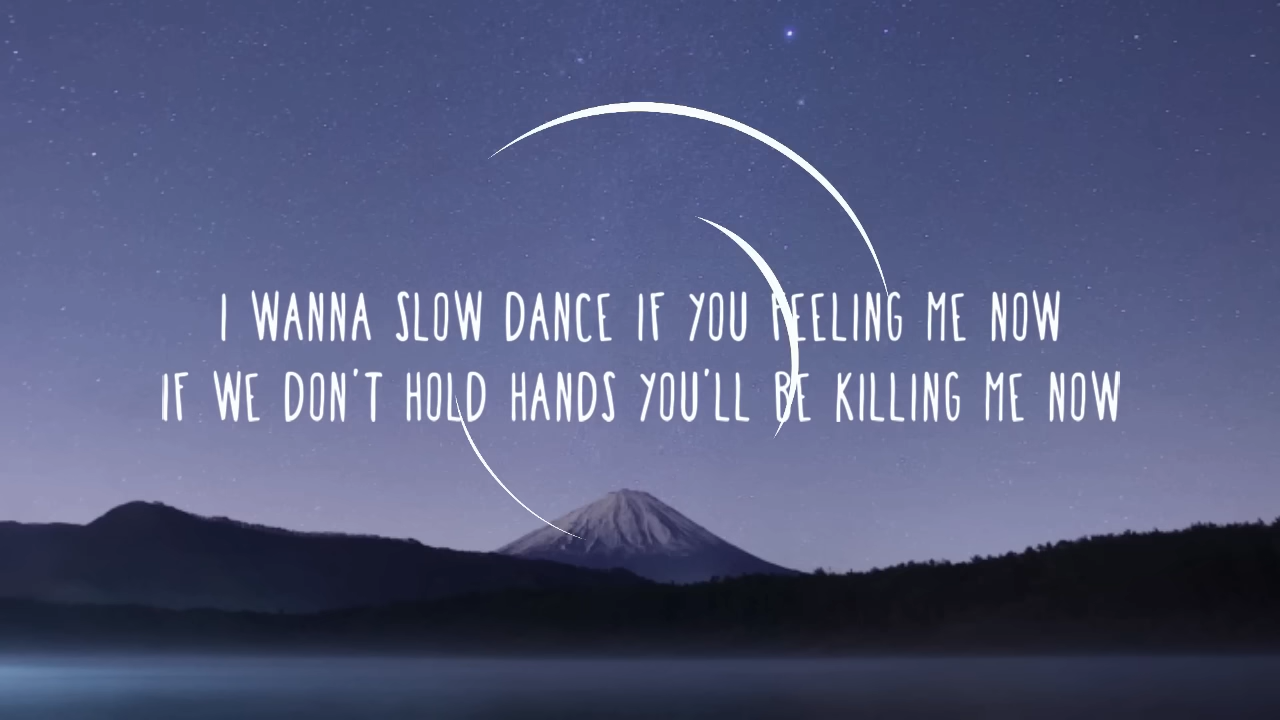 I WANNA SLOW DANCE IF YOU FEELING ME NOW
IF WE DON'T HOLD HANDS YOU'LL BE KILLING ME NOW